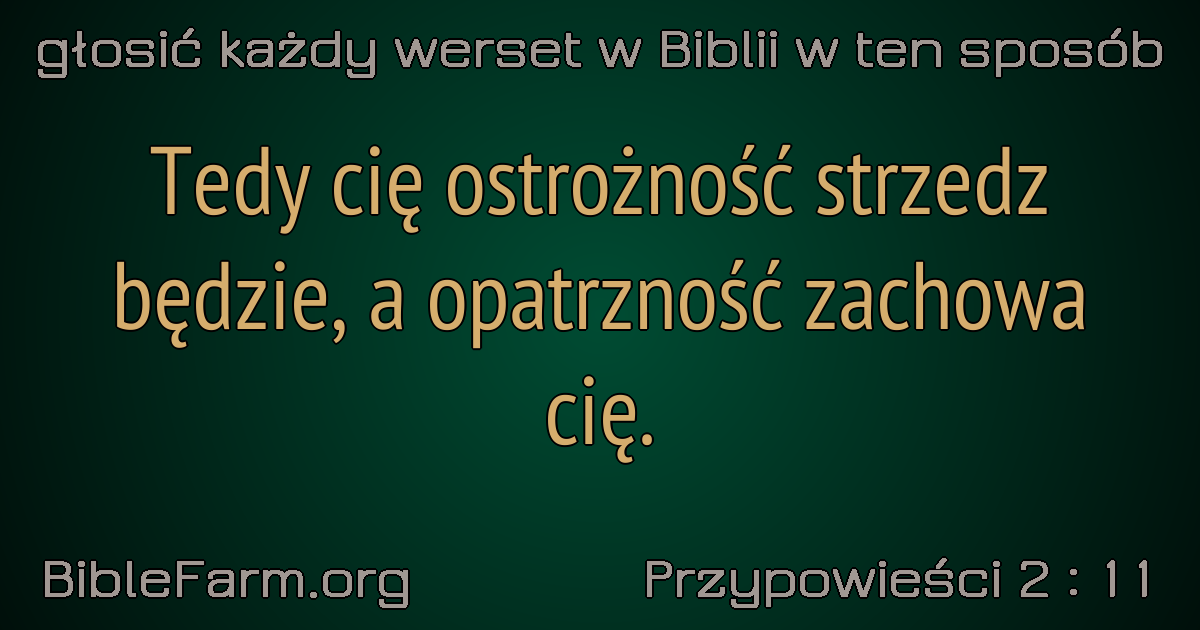 głosić każdy werset w Biblii w ten sposób
Tedy cię ostrożność strzedz
będzie, a opatrzność zachowa
cię.
BibleFarm.org
Przypowieści 2 : 11